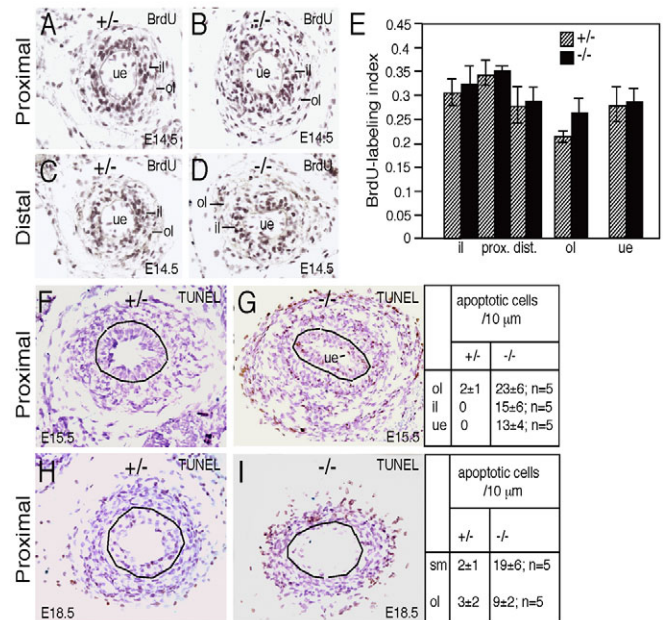 A +/- BrdU
ue
il
ol
E14.5
Proximal
B -/- BrdU
ue
il
ol
E14.5
C +/- BrdU
ue
il
ol
E14.5
Distal
D -/- BrdU
ol
il
ue
E14.5
E
BrdU-labeling index
0.45
0.4
0.35
0.3
0.25
0.2
0.15
0.1
0.05
0
+/-
-/-
il prox. dist. ol ue
F +/- TUNEL
E15.5
Proximal
G -/- TUNEL
ue
E15.5
apoptotic cells
/10 µm
+/- -/-
ol 2±1 23±6; n=5
il 0 15±6; n=5
ue 0 13±4; n=5
H +/- TUNEL
E18.5
Proximal
I -/- TUNEL
E18.5
apoptotic cells
/10 µm
+/- -/-
sm 2±1 19±6; n=5
ol 3±2 9±2; n=5